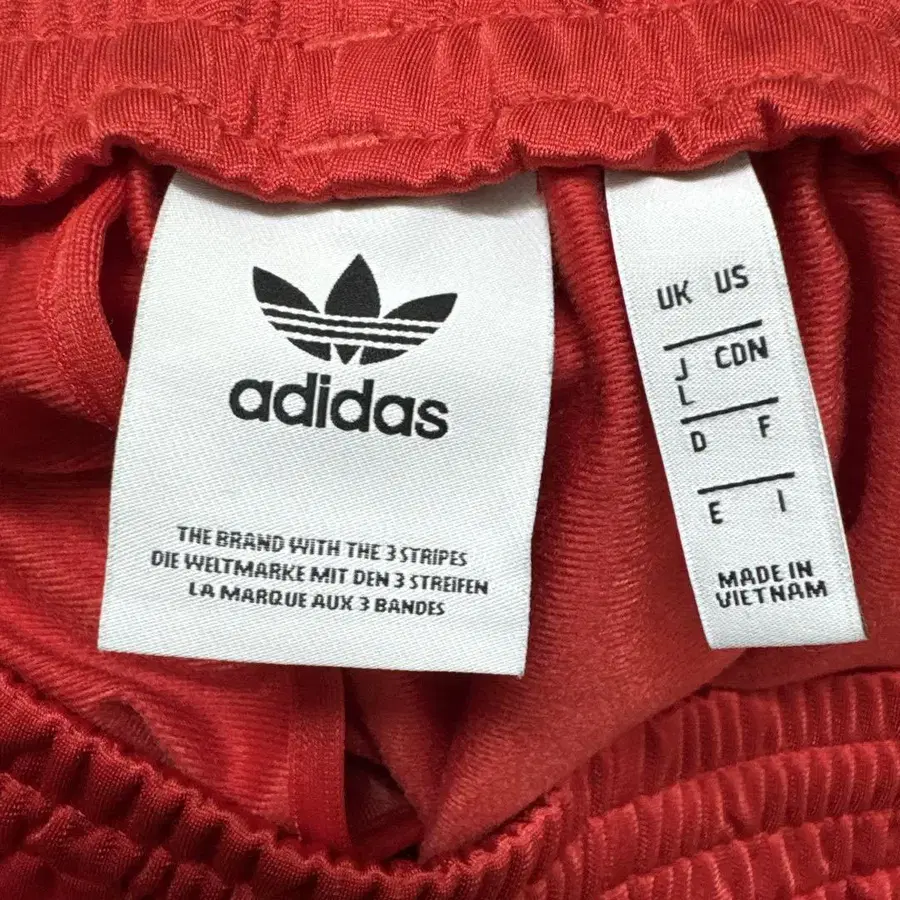 adidas
THE BRAND WITH THE 3 STRIPES
DIE WELTMARKE MIT DEN 3 STREIFEN
LA MARQUE AUX 3 BANDES
UK US
J CDN
L
D F
E I
MADE IN
VIETNAM